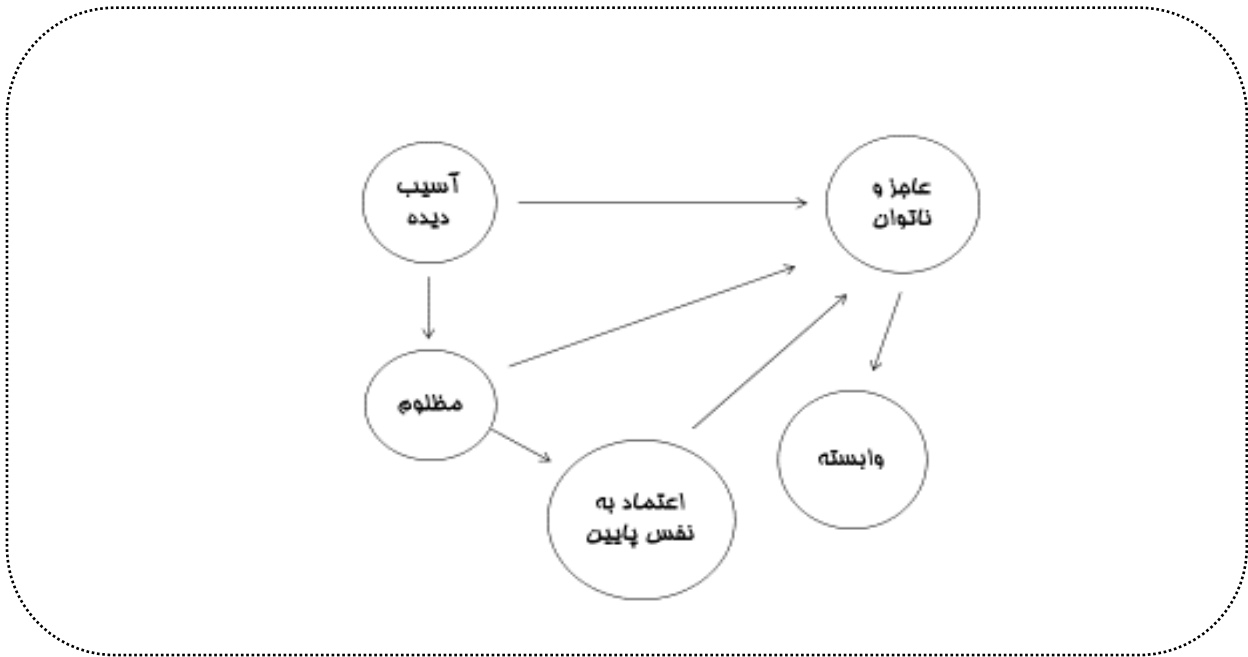 آسیب
دیده
عاجز و
ناتوان
مظلوم
وابسته
اعتماد به
نفس پایین